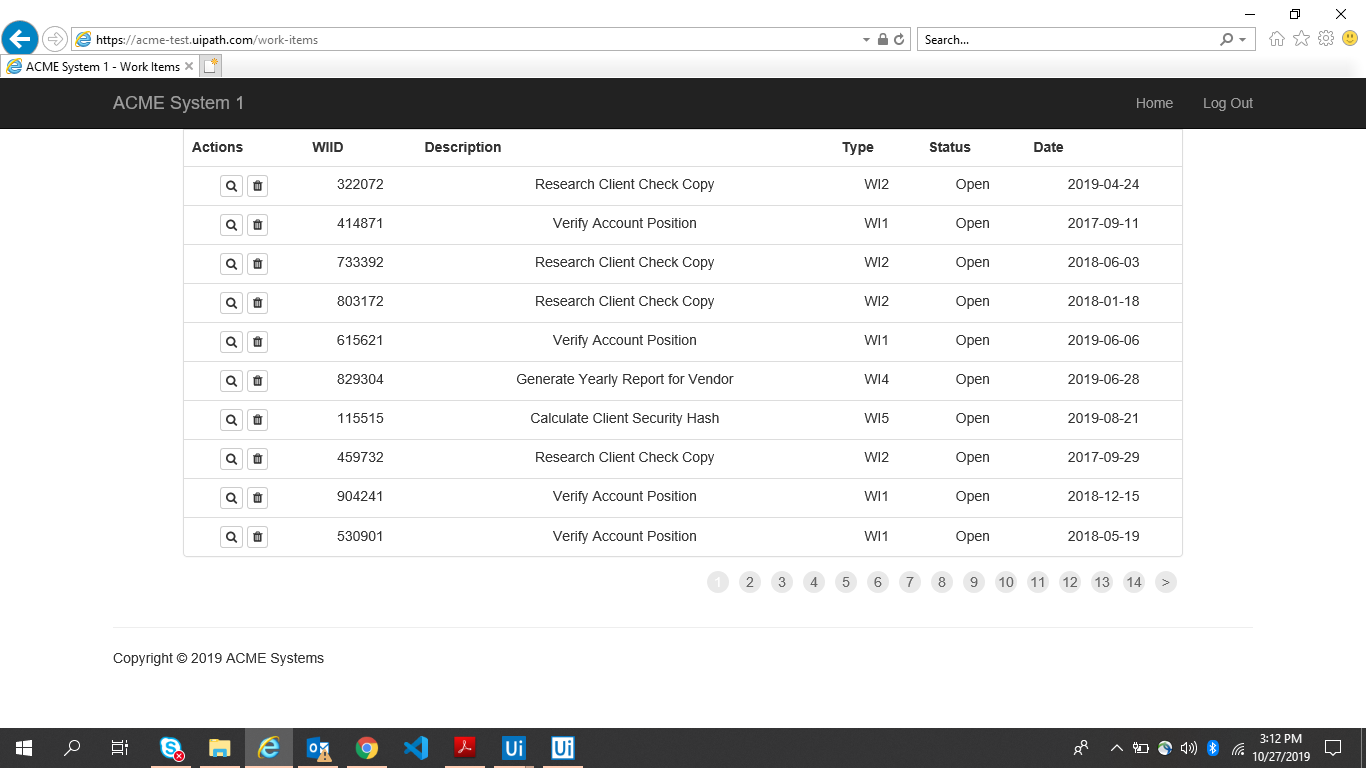 https://acme-test.uipath.com/work-items
Search...
ACME System 1 - Work Items
ACME System 1 Home Log Out
Actions WIID Description Type Status Date
322072 Research Client Check Copy WI2 Open 2019-04-24
414871 Verify Account Position WI1 Open 2017-09-11
733392 Research Client Check Copy WI2 Open 2018-06-03
803172 Research Client Check Copy WI2 Open 2018-01-18
615621 Verify Account Position WI1 Open 2019-06-06
829304 Generate Yearly Report for Vendor WI4 Open 2019-06-28
115515 Calculate Client Security Hash WI5 Open 2019-08-21
459732 Research Client Check Copy WI2 Open 2017-09-29
904241 Verify Account Position WI1 Open 2018-12-15
530901 Verify Account Position WI1 Open 2018-05-19
1 2 3 4 5 6 7 8 9 10 11 12 13 14 >
Copyright © 2019 ACME Systems
Ui Ui
3:12 PM
10/27/2019